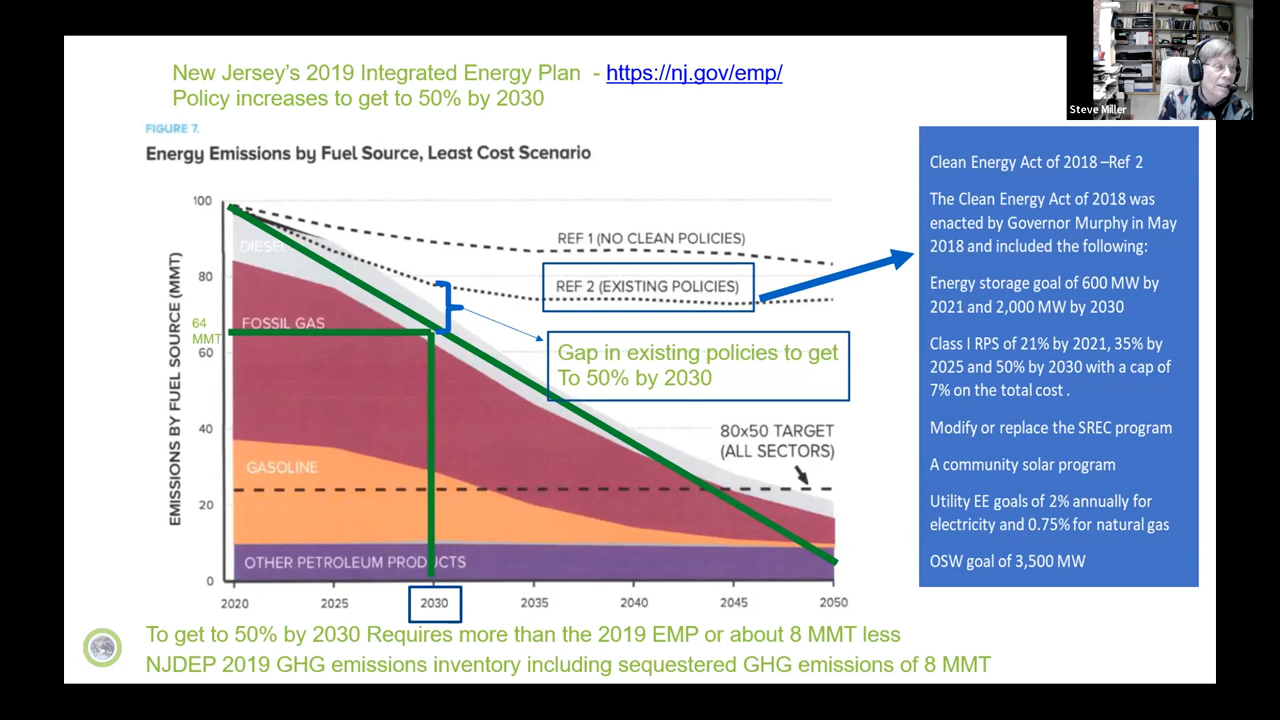 New Jersey's 2019 Integrated Energy Plan - https://nj.gov/emp/
Policy increases to get to 50% by 2030
Steve Miller
FIGURE 7.
Energy Emissions by Fuel Source, Least Cost Scenario
EMISSIONS BY FUEL SOURCE (MMT)
100
80
64
MMT
60
40
20
0
DIESEL
FOSSIL GAS
GASOLINE
OTHER PETROLEUM PRODUCTS
REF 1 (NO CLEAN POLICIES)
REF 2 (EXISTING POLICIES)
Gap in existing policies to get
To 50% by 2030
80x50 TARGET
(ALL SECTORS)
2020 2025 2030 2035 2040 2045 2050
Clean Energy Act of 2018 –Ref 2
The Clean Energy Act of 2018 was
enacted by Governor Murphy in May
2018 and included the following:
Energy storage goal of 600 MW by
2021 and 2,000 MW by 2030
Class I RPS of 21% by 2021, 35% by
2025 and 50% by 2030 with a cap of
7% on the total cost .
Modify or replace the SREC program
A community solar program
Utility EE goals of 2% annually for
electricity and 0.75% for natural gas
OSW goal of 3,500 MW
To get to 50% by 2030 Requires more than the 2019 EMP or about 8 MMT less
NJDEP 2019 GHG emissions inventory including sequestered GHG emissions of 8 MMT